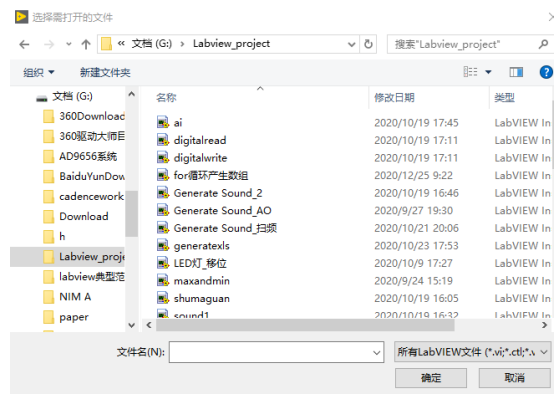 选择需打开的文件
« 文档 (G:) › Labview_project
搜索"Labview_project"
组织 新建文件夹
文档 (G:)
360Download
360驱动大师目
AD9656系统
BaiduYunDow
cadencework
Download
h
Labview_proje
labview典型范
NIM A
paper
名称 修改日期 类型
ai 2020/10/19 17:45 LabVIEW In
digitalread 2020/10/19 17:11 LabVIEW In
digitalwrite 2020/10/19 17:11 LabVIEW In
for循环产生数组 2020/12/25 9:22 LabVIEW In
Generate Sound_2 2020/10/19 16:46 LabVIEW In
Generate Sound_AO 2020/9/27 19:30 LabVIEW In
Generate Sound_扫频 2020/10/21 20:06 LabVIEW In
generatexls 2020/10/23 17:53 LabVIEW In
LED灯_移位 2020/10/9 17:27 LabVIEW In
maxandmin 2020/9/24 15:19 LabVIEW In
shumaguan 2020/10/19 16:05 LabVIEW In
sound1 2020/10/19 16:32 LabVIEW In
文件名(N): 所有LabVIEW文件 (*.vi;*.ctl;*.v
确定 取消